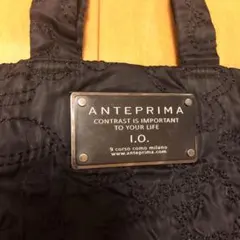 ANTEPRIMA
CONTRAST IS IMPORTANT
TO YOUR LIFE
I.O.
9 corso como milano
www.anteprima.com